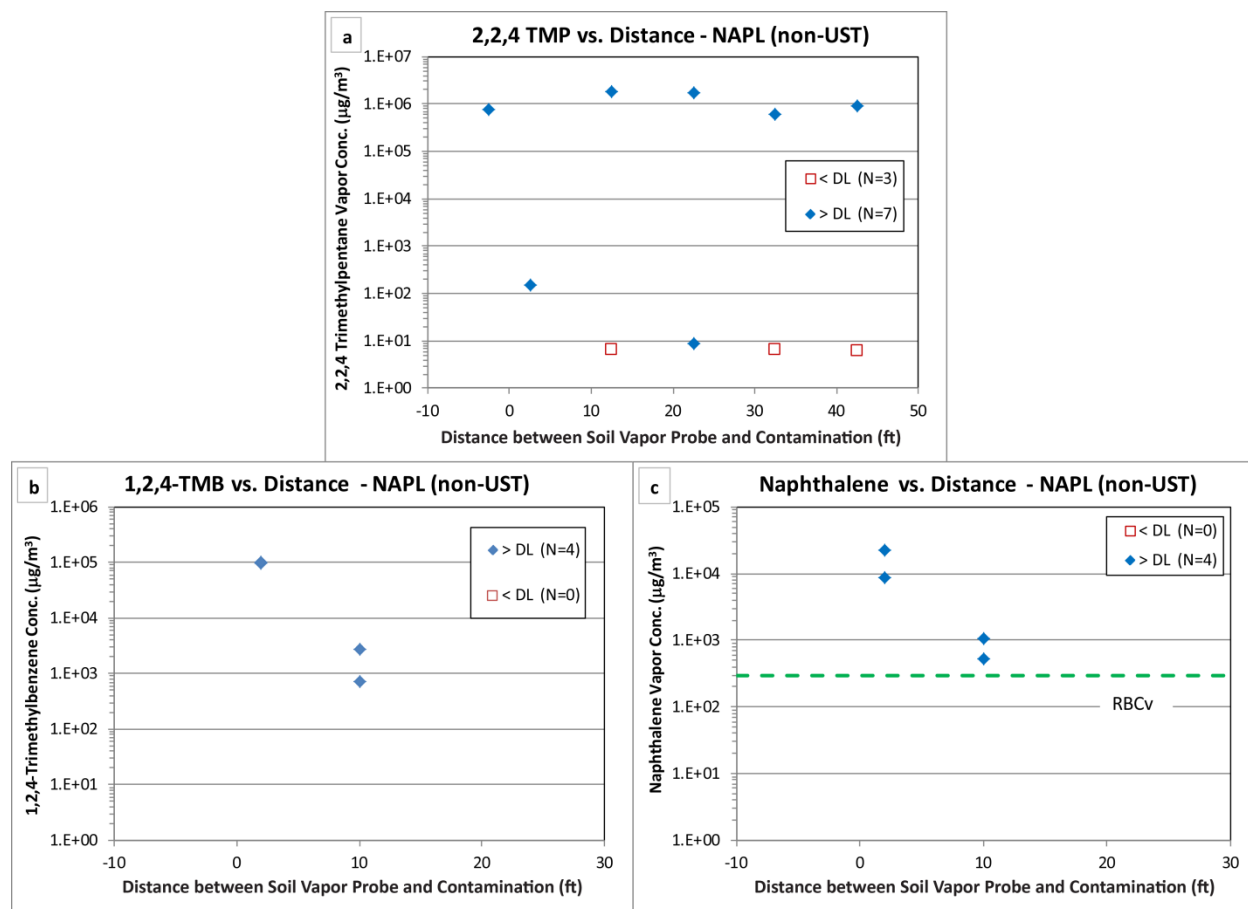 a
2,2,4 TMP vs. Distance - NAPL (non-UST)
2,2,4 Trimethylpentane Vapor Conc. (µg/m³)
1.E+07
1.E+06
1.E+05
1.E+04
1.E+03
1.E+02
1.E+01
1.E+00
< DL (N=3)
> DL (N=7)
-10
0
10
20
30
40
50
Distance between Soil Vapor Probe and Contamination (ft)
b
1,2,4-TMB vs. Distance - NAPL (non-UST)
1,2,4-Trimethylbenzene Conc. (µg/m³)
1.E+06
1.E+05
1.E+04
1.E+03
1.E+02
1.E+01
1.E+00
> DL (N=4)
< DL (N=0)
-10
0
10
20
30
Distance between Soil Vapor Probe and Contamination (ft)
c
Naphthalene vs. Distance - NAPL (non-UST)
Naphthalene Vapor Conc. (µg/m³)
1.E+05
1.E+04
1.E+03
1.E+02
1.E+01
1.E+00
< DL (N=0)
> DL (N=4)
RBCv
-10
0
10
20
30
Distance between Soil Vapor Probe and Contamination (ft)